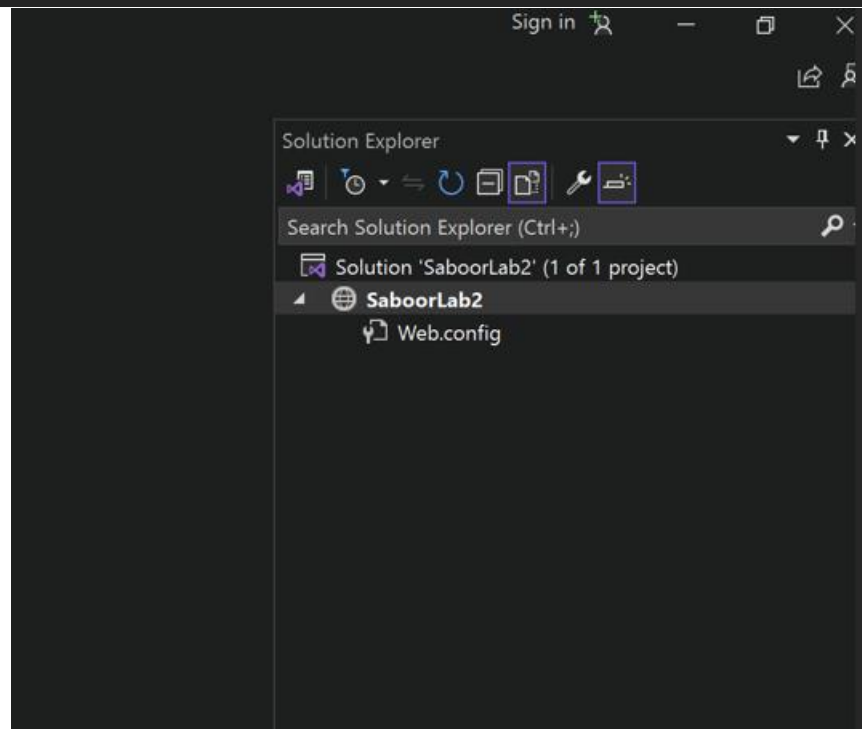 Sign in
Solution Explorer
Search Solution Explorer (Ctrl+;)
Solution 'SaboorLab2' (1 of 1 project)
SaboorLab2
Web.config